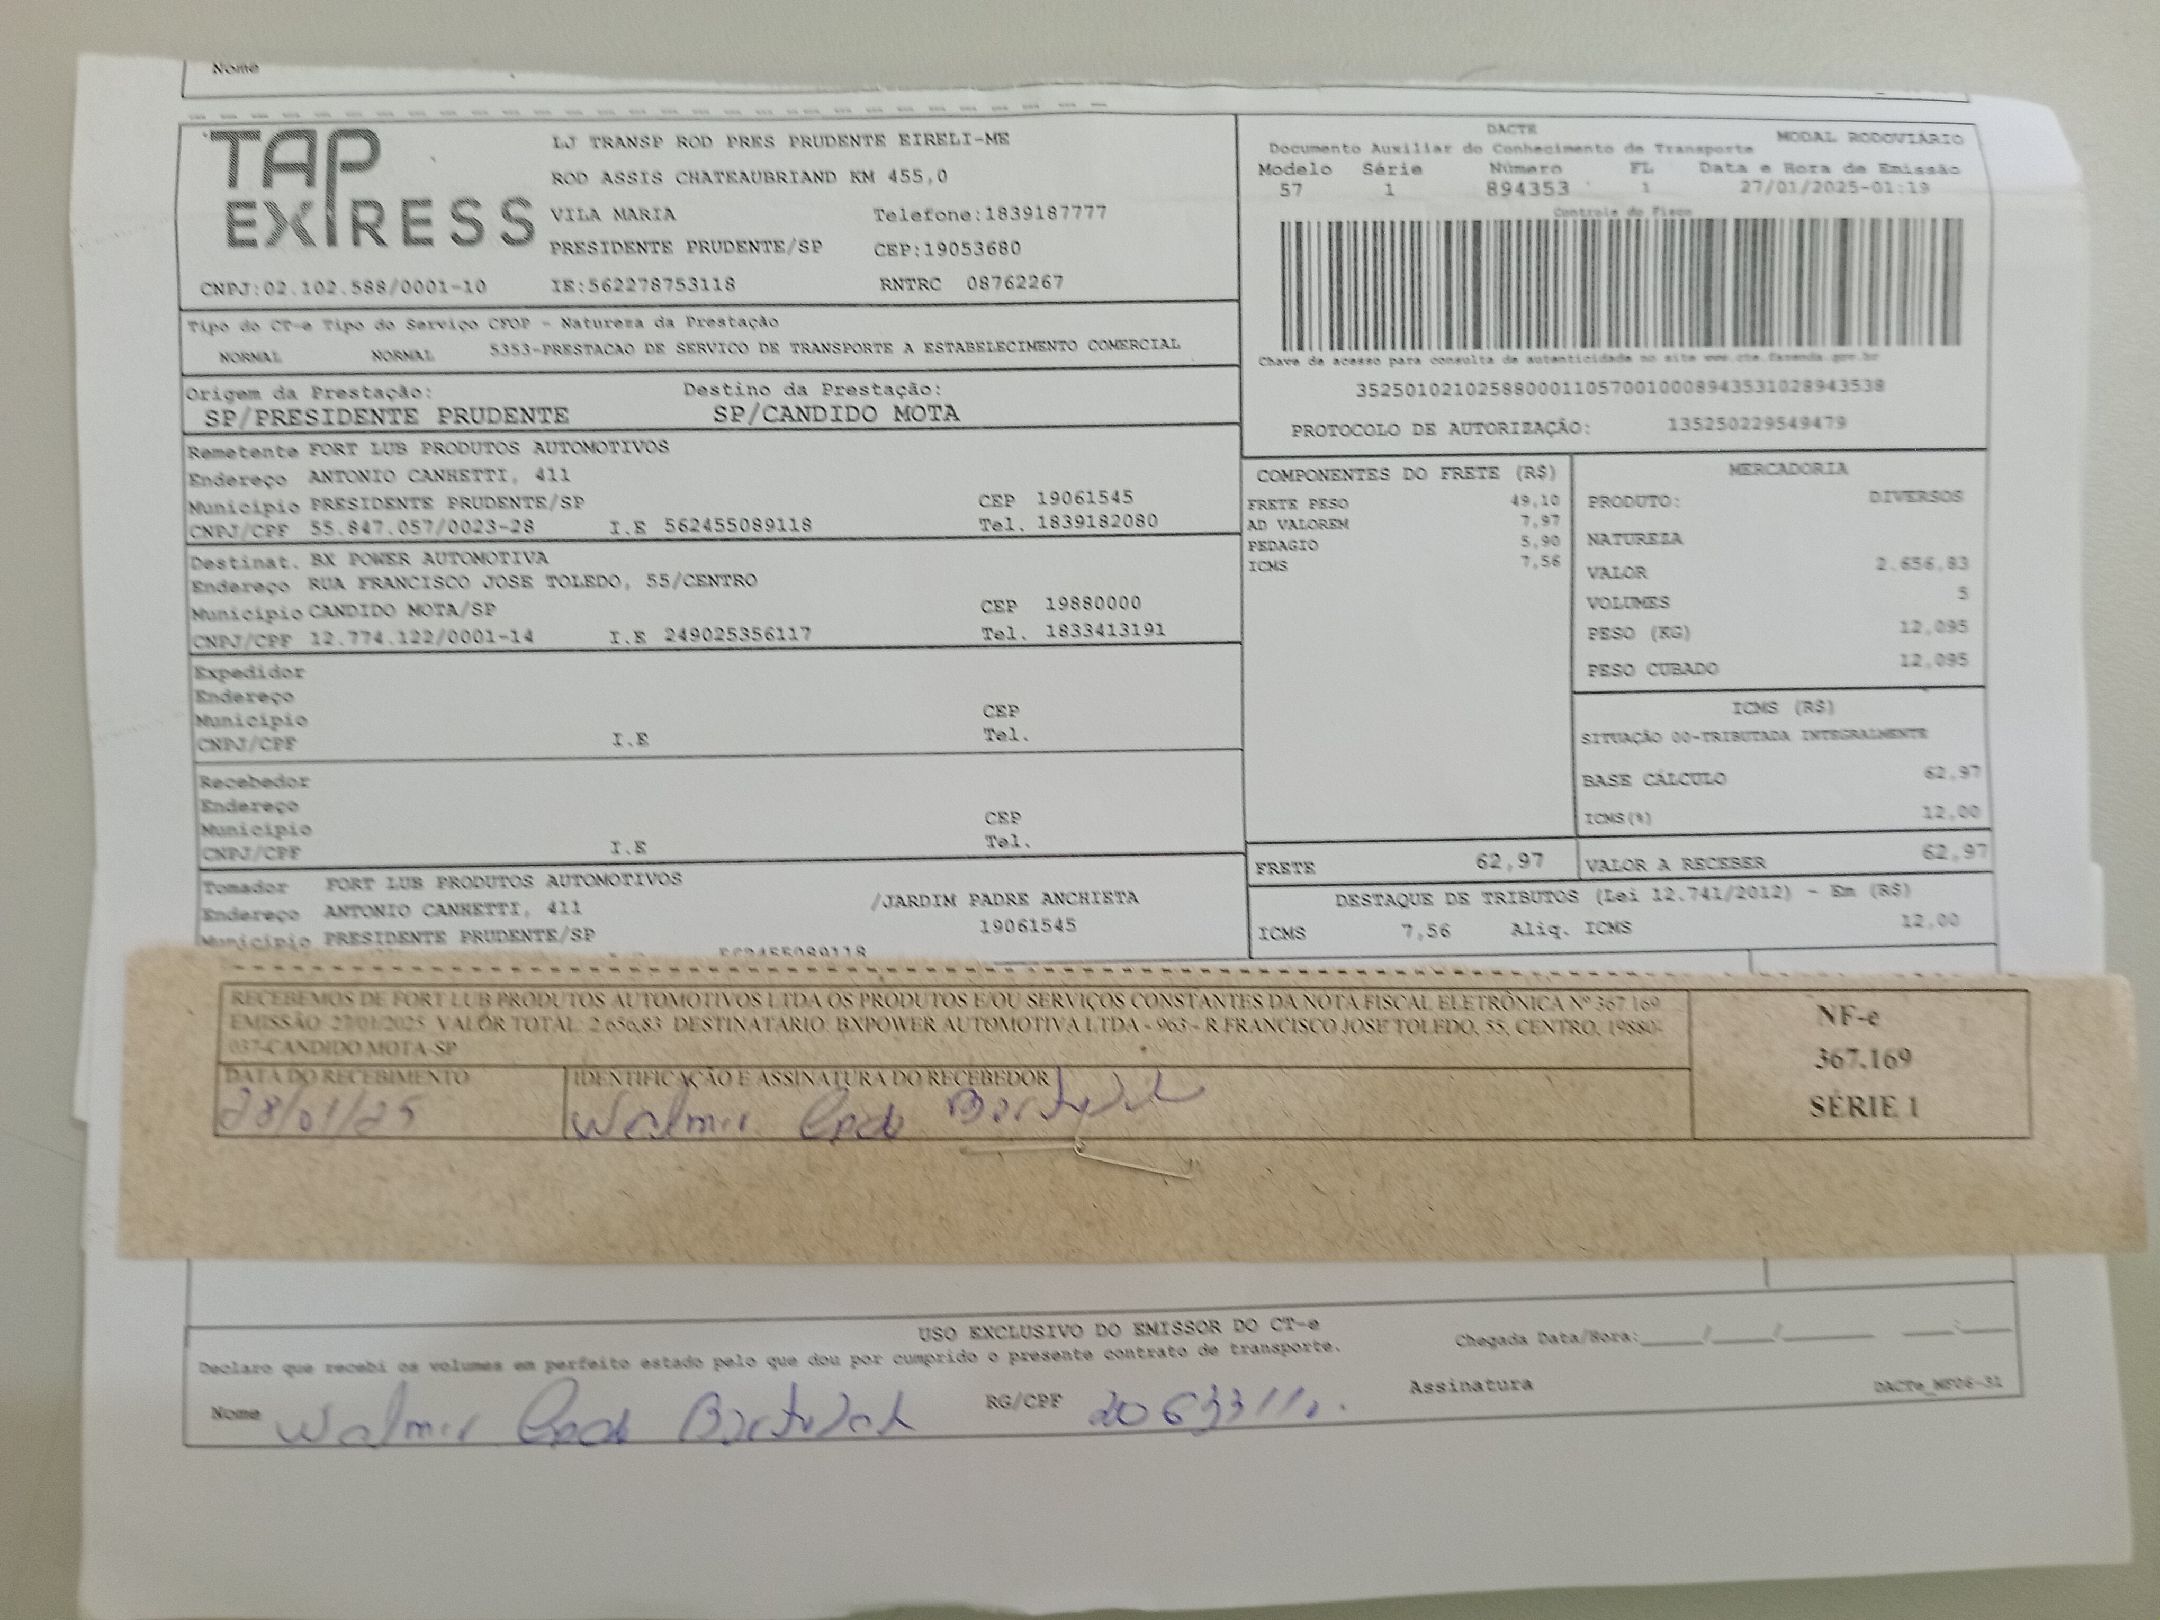 Nome
TAP EXPRESS
LJ TRANSP ROD PRES PRUDENTE EIRELI-ME
ROD ASSIS CHATEAUBRIAND KM 455,0
VILA MARIA Telefone:1839187777
PRESIDENTE PRUDENTE/SP CEP:19053680
CNPJ:02.102.588/0001-10 IE:562278753118 RNTRC 08762267
DACTE MODAL RODOVIÁRIO
Documento Auxiliar do Conhecimento de Transporte
Modelo Série Número FL Data e Hora de Emissão
57 1 894353 1 27/01/2025-01:19
Controle do Fisco
Chave de acesso para consulta de autenticidade no site www.cte.fazenda.gov.br
35250102102588000110570010008943531028943538
PROTOCOLO DE AUTORIZAÇÃO: 135250229549479
Tipo do CT-e Tipo do Serviço CFOP - Natureza da Prestação
NORMAL NORMAL 5353-PRESTACAO DE SERVICO DE TRANSPORTE A ESTABELECIMENTO COMERCIAL
Origem da Prestação: Destino da Prestação:
SP/PRESIDENTE PRUDENTE SP/CANDIDO MOTA
Remetente FORT LUB PRODUTOS AUTOMOTIVOS
Endereço ANTONIO CANHETTI, 411
Município PRESIDENTE PRUDENTE/SP CEP 19061545
CNPJ/CPF 55.847.057/0023-28 I.E 562455089118 Tel. 1839182080
Destinat. BX POWER AUTOMOTIVA
Endereço RUA FRANCISCO JOSE TOLEDO, 55/CENTRO
Município CANDIDO MOTA/SP CEP 19880000
CNPJ/CPF 12.774.122/0001-14 I.E 249025356117 Tel. 1833413191
Expedidor
Endereço
Município CEP
CNPJ/CPF I.E Tel.
Recebedor
Endereço
Município CEP
CNPJ/CPF I.E Tel.
Tomador FORT LUB PRODUTOS AUTOMOTIVOS
Endereço ANTONIO CANHETTI, 411 /JARDIM PADRE ANCHIETA
Município PRESIDENTE PRUDENTE/SP 19061545
COMPONENTES DO FRETE (R$)
FRETE PESO 49,10
AD VALOREM 7,97
PEDAGIO 5,90
ICMS 7,56
MERCADORIA
PRODUTO: DIVERSOS
NATUREZA
VALOR 2.656,83
VOLUMES 5
PESO (KG) 12,095
PESO CUBADO 12,095
ICMS (R$)
SITUAÇÃO 00-TRIBUTADA INTEGRALMENTE
BASE CÁLCULO 62,97
ICMS(%) 12,00
FRETE 62,97 VALOR A RECEBER 62,97
DESTAQUE DE TRIBUTOS (Lei 12.741/2012) - Em (R$)
ICMS 7,56 Aliq. ICMS 12,00
RECEBEMOS DE FORT LUB PRODUTOS AUTOMOTIVOS LTDA OS PRODUTOS E/OU SERVIÇOS CONSTANTES DA NOTA FISCAL ELETRÔNICA Nº 367.169
EMISSÃO: 27/01/2025 VALOR TOTAL: 2.656,83 DESTINATÁRIO: BXPOWER AUTOMOTIVA LTDA - 963 - R.FRANCISCO JOSE TOLEDO, 55, CENTRO, 19880-
037-CANDIDO MOTA-SP
DATA DO RECEBIMENTO IDENTIFICAÇÃO E ASSINATURA DO RECEBEDOR
28/01/25 Walmir
NF-e
367.169
SÉRIE 1
USO EXCLUSIVO DO EMISSOR DO CT-e
Declaro que recebi os volumes em perfeito estado pelo que dou por cumprido o presente contrato de transporte.
Chegada Data/Hora:____/____/______ ___:___
Nome Walmir RG/CPF Assinatura DACTe_MF06-31